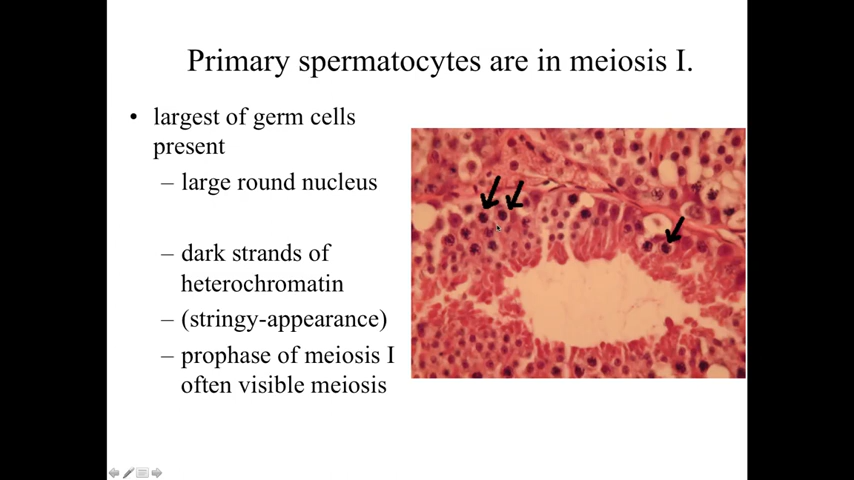 Primary spermatocytes are in meiosis I.
• largest of germ cells
present
– large round nucleus
– dark strands of
heterochromatin
– (stringy-appearance)
– prophase of meiosis I
often visible meiosis